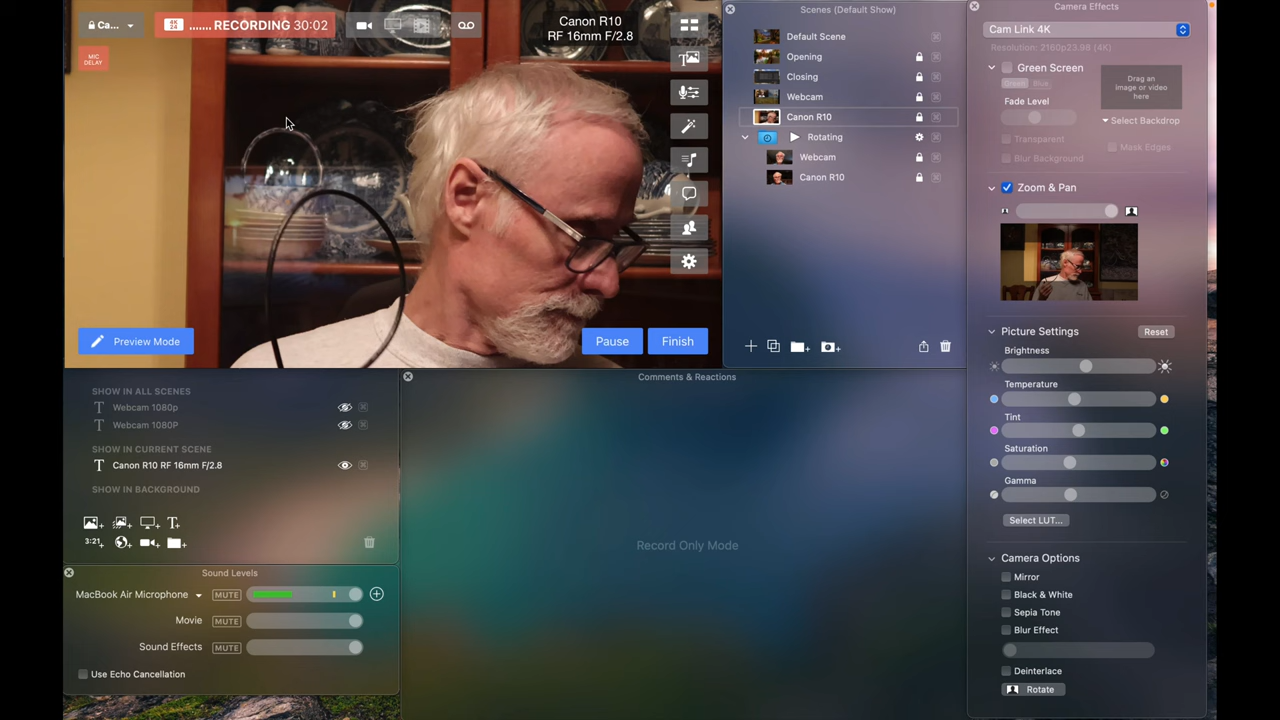 Ca...
4K
24
....... RECORDING 30:02
Canon R10
RF 16mm F/2.8
MIC
DELAY
Preview Mode
Pause
Finish
Scenes (Default Show)
Default Scene
Opening
Closing
Webcam
Canon R10
Rotating
Webcam
Canon R10
SHOW IN ALL SCENES
Webcam 1080p
Webcam 1080P
SHOW IN CURRENT SCENE
Canon R10 RF 16mm F/2.8
SHOW IN BACKGROUND
3:21+
Sound Levels
MacBook Air Microphone
MUTE
Movie
MUTE
Sound Effects
MUTE
Use Echo Cancellation
Comments & Reactions
Record Only Mode
Camera Effects
Cam Link 4K
Resolution: 2160p23.98 (4K)
Green Screen
Green Blue
Fade Level
Drag an
image or video
here
Select Backdrop
Transparent
Mask Edges
Blur Background
Zoom & Pan
Picture Settings
Reset
Brightness
Temperature
Tint
Saturation
Gamma
Select LUT...
Camera Options
Mirror
Black & White
Sepia Tone
Blur Effect
Deinterlace
Rotate